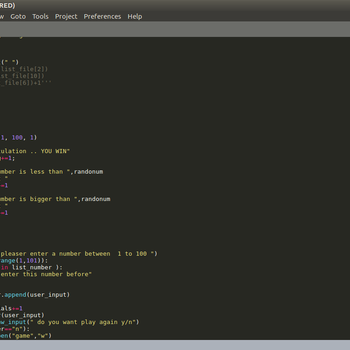 RED)
w Goto Tools Project Preferences Help
(" ")
list_file[2])
st_file[10])
_file[6])+1'''
1, 100, 1)
ulation .. YOU WIN"
+=1;
mber is less than ",randonum
"
=1
mber is bigger than ",randonum
"
=1
pleaser enter a number between 1 to 100 ")
range(1,101)):
in list_number ):
enter this number before"
r.append(user_input)
als+=1
(user_input)
w_input(" do you want play again y/n")
er=="n"):
pen("game","w")